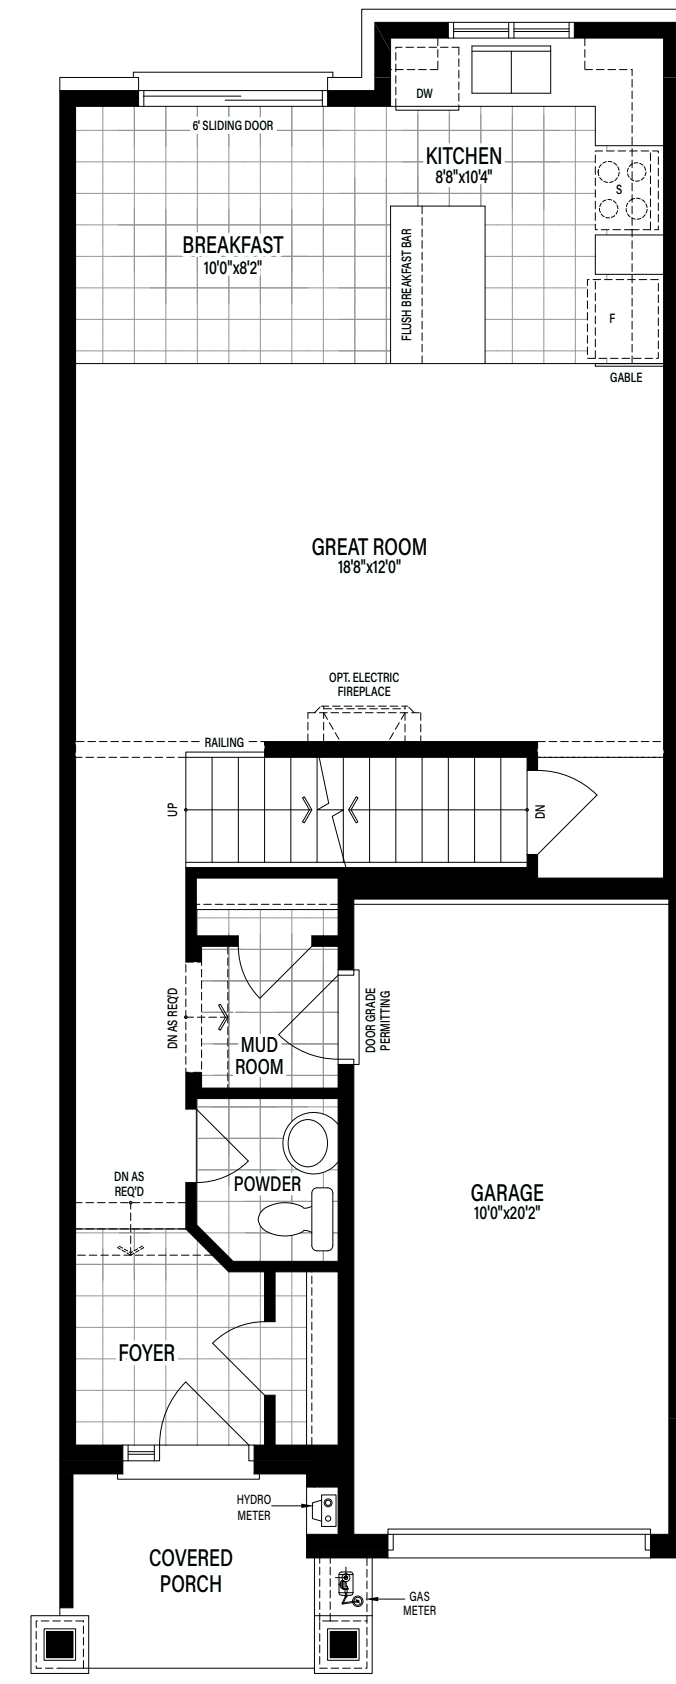 DW
6' SLIDING DOOR
KITCHEN
8'8"x10'4"
S
BREAKFAST
10'0"x8'2"
FLUSH BREAKFAST BAR
F
GABLE
GREAT ROOM
18'8"x12'0"
OPT. ELECTRIC
FIREPLACE
RAILING
UP
DN
DN AS REQ'D
DOOR GRADE
PERMITTING
MUD
ROOM
DN AS
REQ'D
POWDER
GARAGE
10'0"x20'2"
FOYER
HYDRO
METER
COVERED
PORCH
GAS
METER